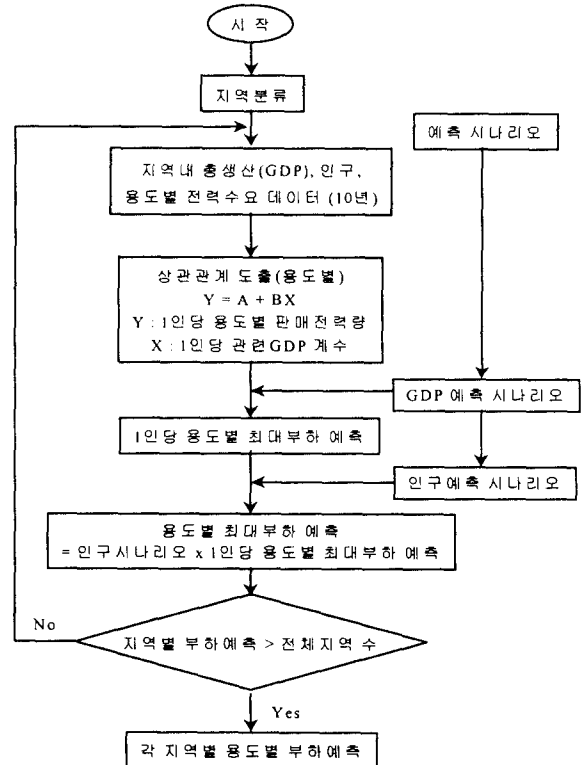 시 작
지역분류
예측 시나리오
지역내 총생산(GDP), 인구,
용도별 전력수요 데이터 (10년)
상관관계 도출(용도별)
Y = A + BX
Y : 1인당 용도별 판매전력량
X : 1인당 관련GDP 계수
GDP 예측 시나리오
1인당 용도별 최대부하 예측
인구예측 시나리오
용도별 최대부하 예측
= 인구시나리오 x 1인당 용도별 최대부하 예측
No
지역별 부하예측 > 전체지역 수
Yes
각 지역별 용도별 부하예측